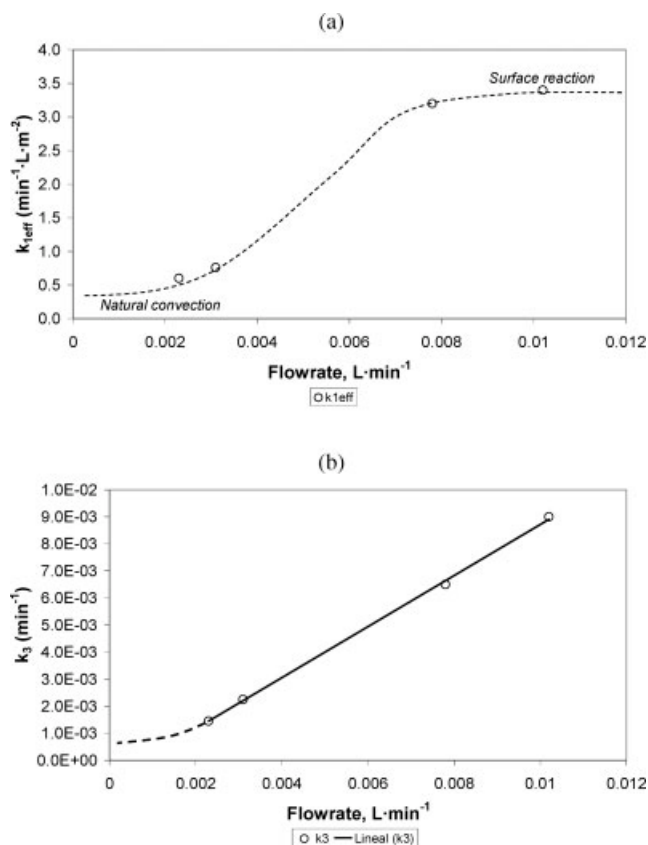 (a)
4.0
3.5
3.0
2.5
2.0
1.5
1.0
0.5
0.0
k1eff (min⁻¹·L·m⁻²)
Surface reaction
Natural convection
0 0.002 0.004 0.006 0.008 0.01 0.012
Flowrate, L·min⁻¹
k1eff
(b)
1.0E-02
9.0E-03
8.0E-03
7.0E-03
6.0E-03
5.0E-03
4.0E-03
3.0E-03
2.0E-03
1.0E-03
0.0E+00
k₃ (min⁻¹)
0 0.002 0.004 0.006 0.008 0.01 0.012
Flowrate, L·min⁻¹
k3 Lineal (k3)